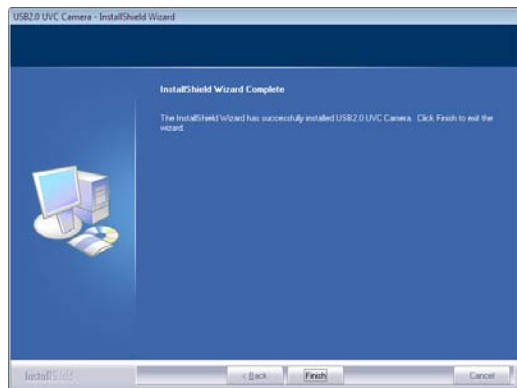 USB2.0 UVC Camera - InstallShield Wizard
InstallShield Wizard Complete
The InstallShield Wizard has successfully installed USB2.0 UVC Camera. Click Finish to exit the
wizard.
InstallShield
< Back
Finish
Cancel